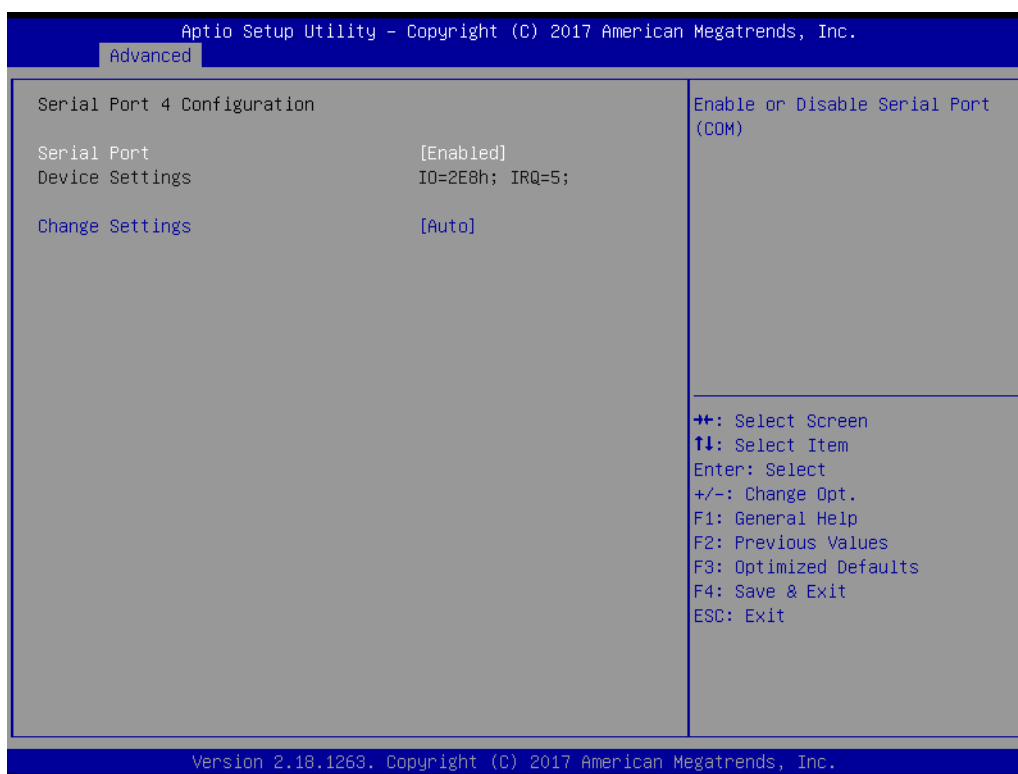 Aptio Setup Utility – Copyright (C) 2017 American Megatrends, Inc.
Advanced
Serial Port 4 Configuration
Serial Port [Enabled]
Device Settings IO=2E8h; IRQ=5;
Change Settings [Auto]
Enable or Disable Serial Port
(COM)
→←: Select Screen
↑↓: Select Item
Enter: Select
+/-: Change Opt.
F1: General Help
F2: Previous Values
F3: Optimized Defaults
F4: Save & Exit
ESC: Exit
Version 2.18.1263. Copyright (C) 2017 American Megatrends, Inc.